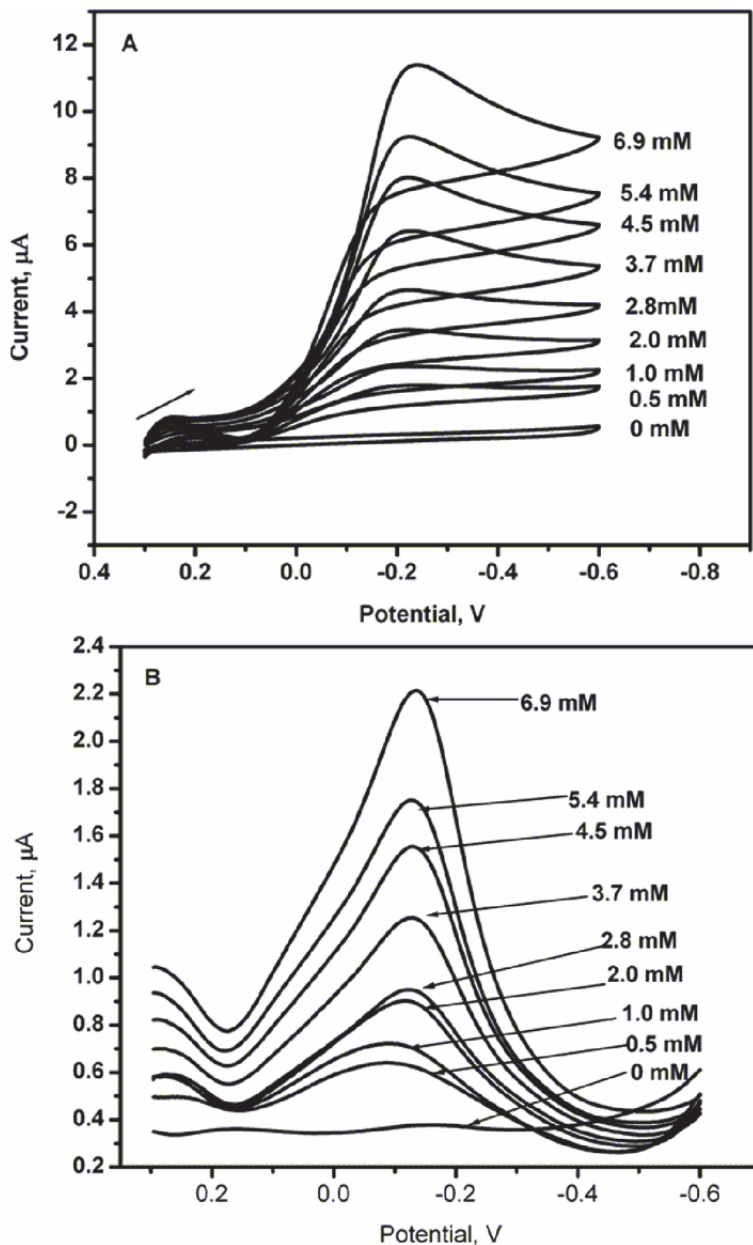 A
12
10
8
6
4
2
0
-2
Current, µA
6.9 mM
5.4 mM
4.5 mM
3.7 mM
2.8mM
2.0 mM
1.0 mM
0.5 mM
0 mM
0.4 0.2 0.0 -0.2 -0.4 -0.6 -0.8
Potential, V
B
2.4
2.2
2.0
1.8
1.6
1.4
1.2
1.0
0.8
0.6
0.4
0.2
Current, µA
6.9 mM
5.4 mM
4.5 mM
3.7 mM
2.8 mM
2.0 mM
1.0 mM
0.5 mM
0 mM
0.2 0.0 -0.2 -0.4 -0.6
Potential, V